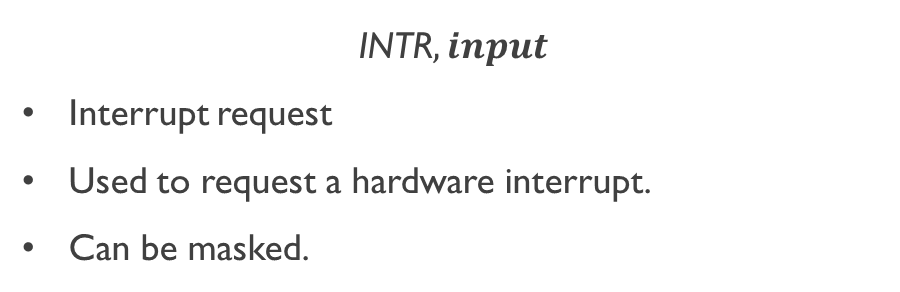 INTR, input
• Interrupt request
• Used to request a hardware interrupt.
• Can be masked.